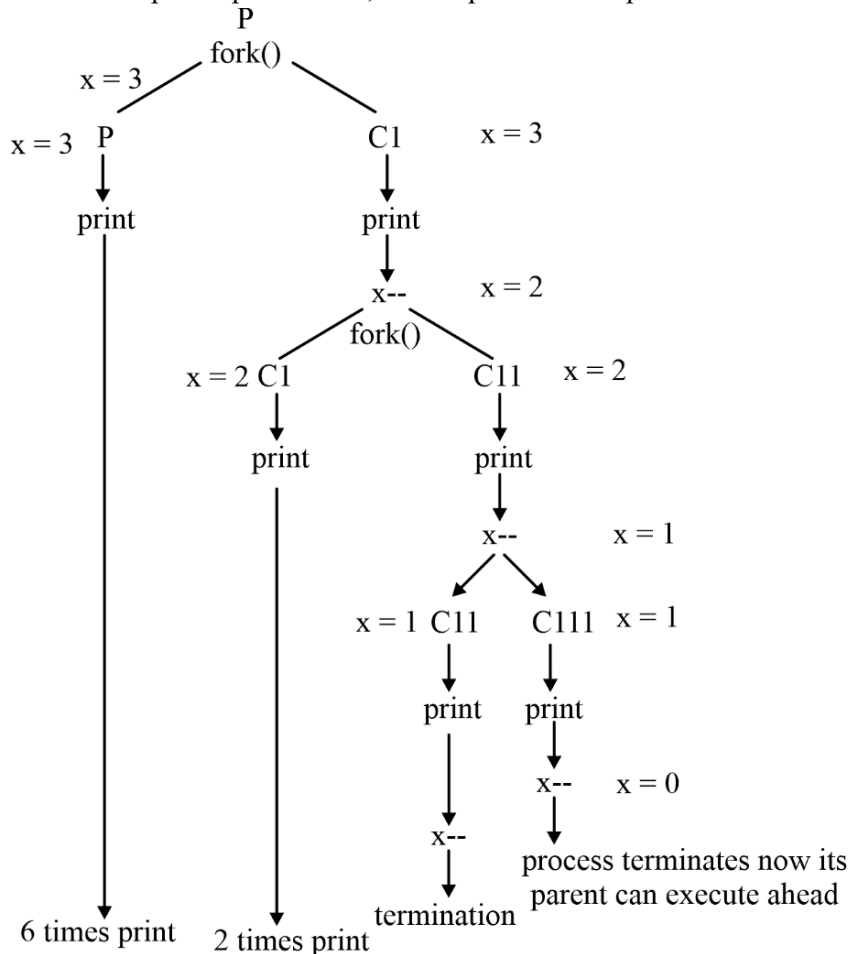 P
fork()
x = 3
x = 3 P C1 x = 3
print print
x-- x = 2
fork()
x = 2 C1 C11 x = 2
print print
x-- x = 1
x = 1 C11 C111 x = 1
print print
x-- x = 0
x--
process terminates now its
parent can execute ahead
termination
6 times print 2 times print